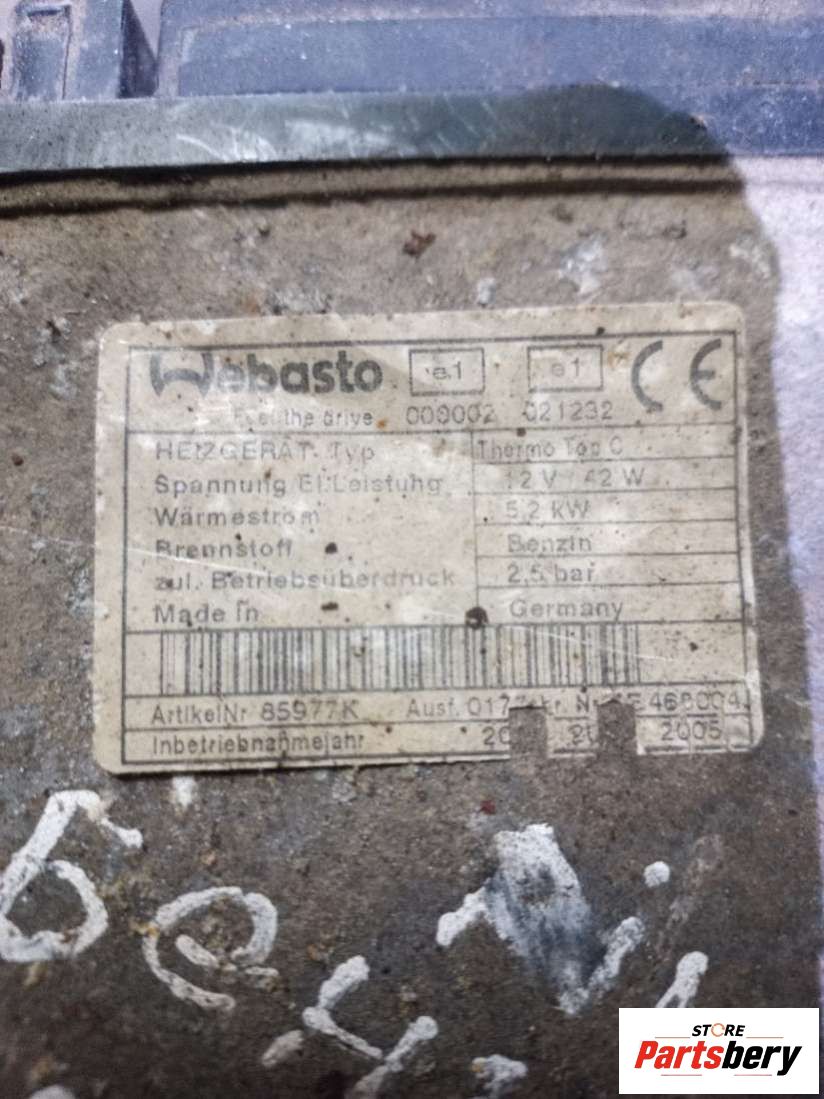 Webasto e1 e1 CE
Feel the drive 000002 021232
HEIZGERÄT-Typ Thermo Top C
Spannung El.Leistung 12 V 42 W
Wärmestrom 5,2 kW
Brennstoff Benzin
zul. Betriebsüberdruck 2,5 bar
Made in Germany
ArtikelNr 85977K Ausf. 017
Inbetriebnahmejahr 2005
STORE
Partsbery